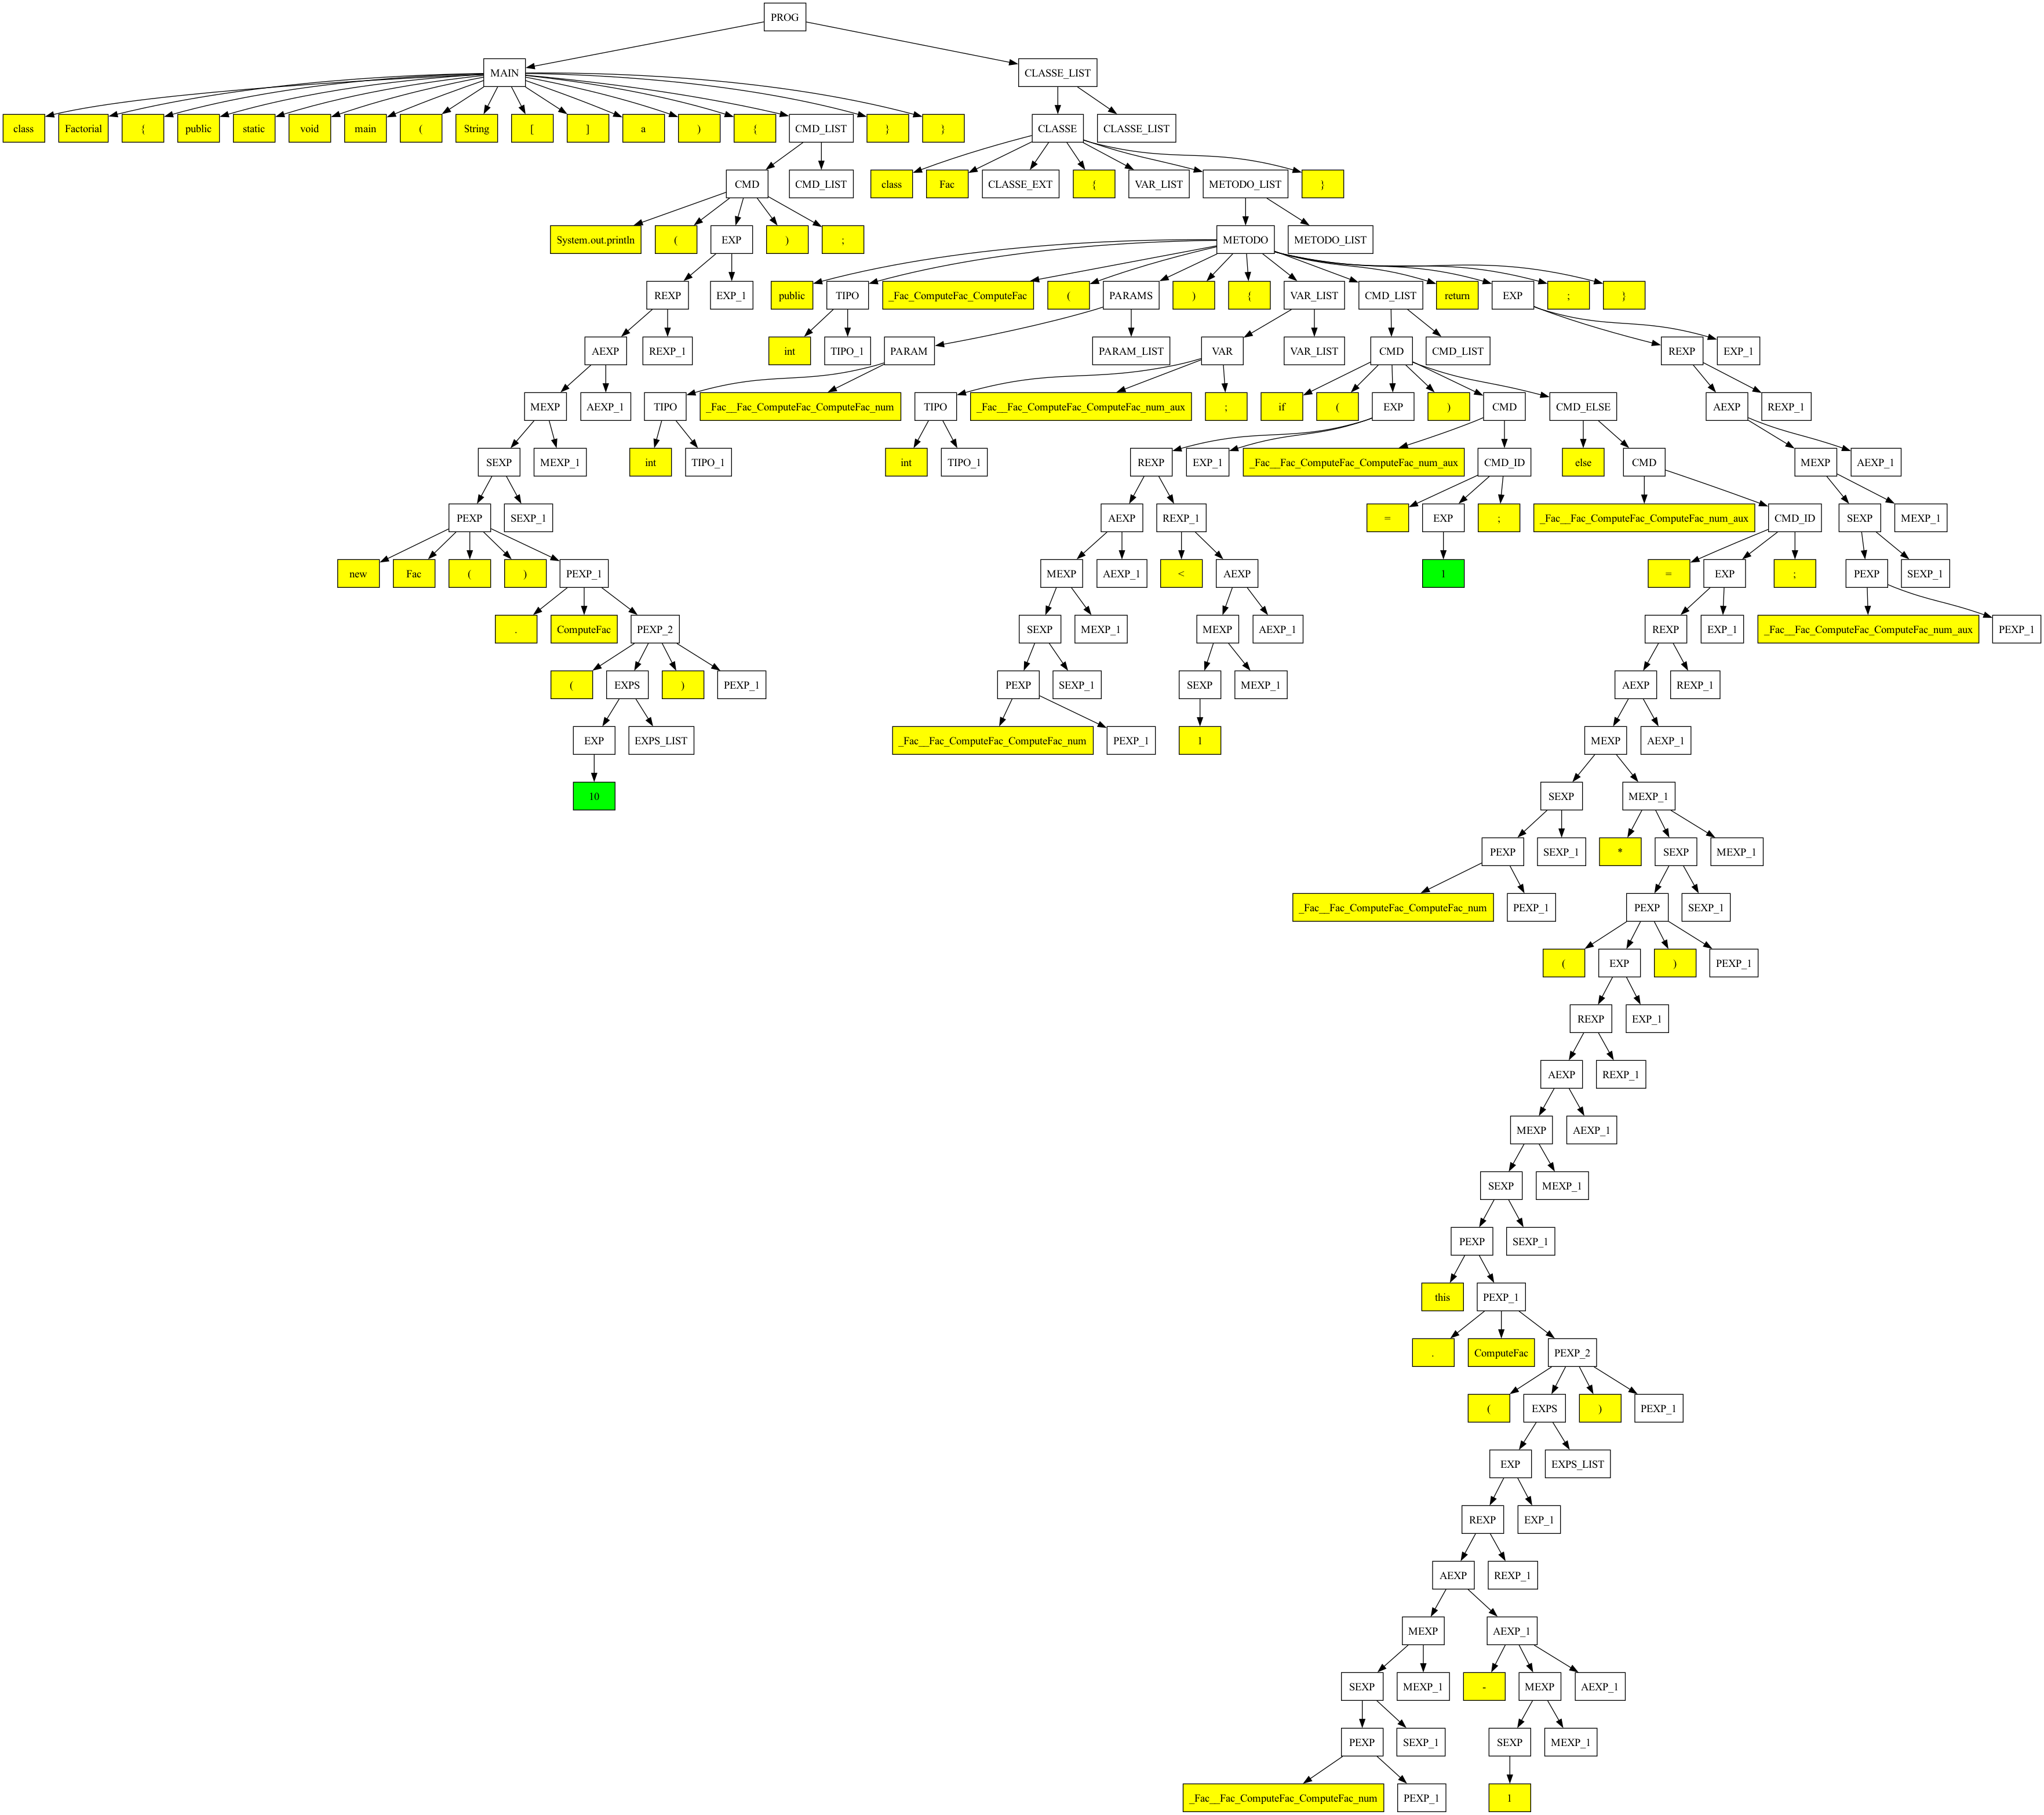 PROG
MAIN CLASSE_LIST
class Factorial { public static void main ( String [ ] a ) { CMD_LIST } } CLASSE CLASSE_LIST
CMD CMD_LIST class Fac CLASSE_EXT { VAR_LIST METODO_LIST }
System.out.println ( EXP ) ; METODO METODO_LIST
REXP EXP_1 public TIPO _Fac_ComputeFac_ComputeFac ( PARAMS ) { VAR_LIST CMD_LIST return EXP ; }
AEXP REXP_1 int TIPO_1 PARAM PARAM_LIST VAR VAR_LIST CMD CMD_LIST REXP EXP_1
MEXP AEXP_1 TIPO _Fac__Fac_ComputeFac_ComputeFac_num TIPO _Fac__Fac_ComputeFac_ComputeFac_num_aux ; if ( EXP ) CMD CMD_ELSE AEXP REXP_1
SEXP MEXP_1 int TIPO_1 int TIPO_1 REXP EXP_1 _Fac__Fac_ComputeFac_ComputeFac_num_aux CMD_ID else CMD MEXP AEXP_1
PEXP SEXP_1 AEXP REXP_1 = EXP ; _Fac__Fac_ComputeFac_ComputeFac_num_aux CMD_ID SEXP MEXP_1
new Fac ( ) PEXP_1 MEXP AEXP_1 < AEXP 1 = EXP ; PEXP SEXP_1
. ComputeFac PEXP_2 SEXP MEXP_1 MEXP AEXP_1 REXP EXP_1 _Fac__Fac_ComputeFac_ComputeFac_num_aux PEXP_1
( EXPS ) PEXP_1 PEXP SEXP_1 SEXP MEXP_1 AEXP REXP_1
EXP EXPS_LIST _Fac__Fac_ComputeFac_ComputeFac_num PEXP_1 1 MEXP AEXP_1
10 SEXP MEXP_1
PEXP SEXP_1 * SEXP MEXP_1
_Fac__Fac_ComputeFac_ComputeFac_num PEXP_1 PEXP SEXP_1
( EXP ) PEXP_1
REXP EXP_1
AEXP REXP_1
MEXP AEXP_1
SEXP MEXP_1
PEXP SEXP_1
this PEXP_1
. ComputeFac PEXP_2
( EXPS ) PEXP_1
EXP EXPS_LIST
REXP EXP_1
AEXP REXP_1
MEXP AEXP_1
SEXP MEXP_1 - MEXP AEXP_1
PEXP SEXP_1 SEXP MEXP_1
_Fac__Fac_ComputeFac_ComputeFac_num PEXP_1 1